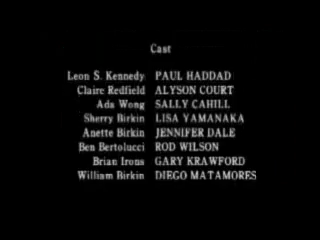 Cast
Leon S. Kennedy PAUL HADDAD
Claire Redfield ALYSON COURT
Ada Wong SALLY CAHILL
Sherry Birkin LISA YAMANAKA
Anette Birkin JENNIFER DALE
Ben Bertolucci ROD WILSON
Brian Irons GARY KRAWFORD
William Birkin DIEGO MATAMORES